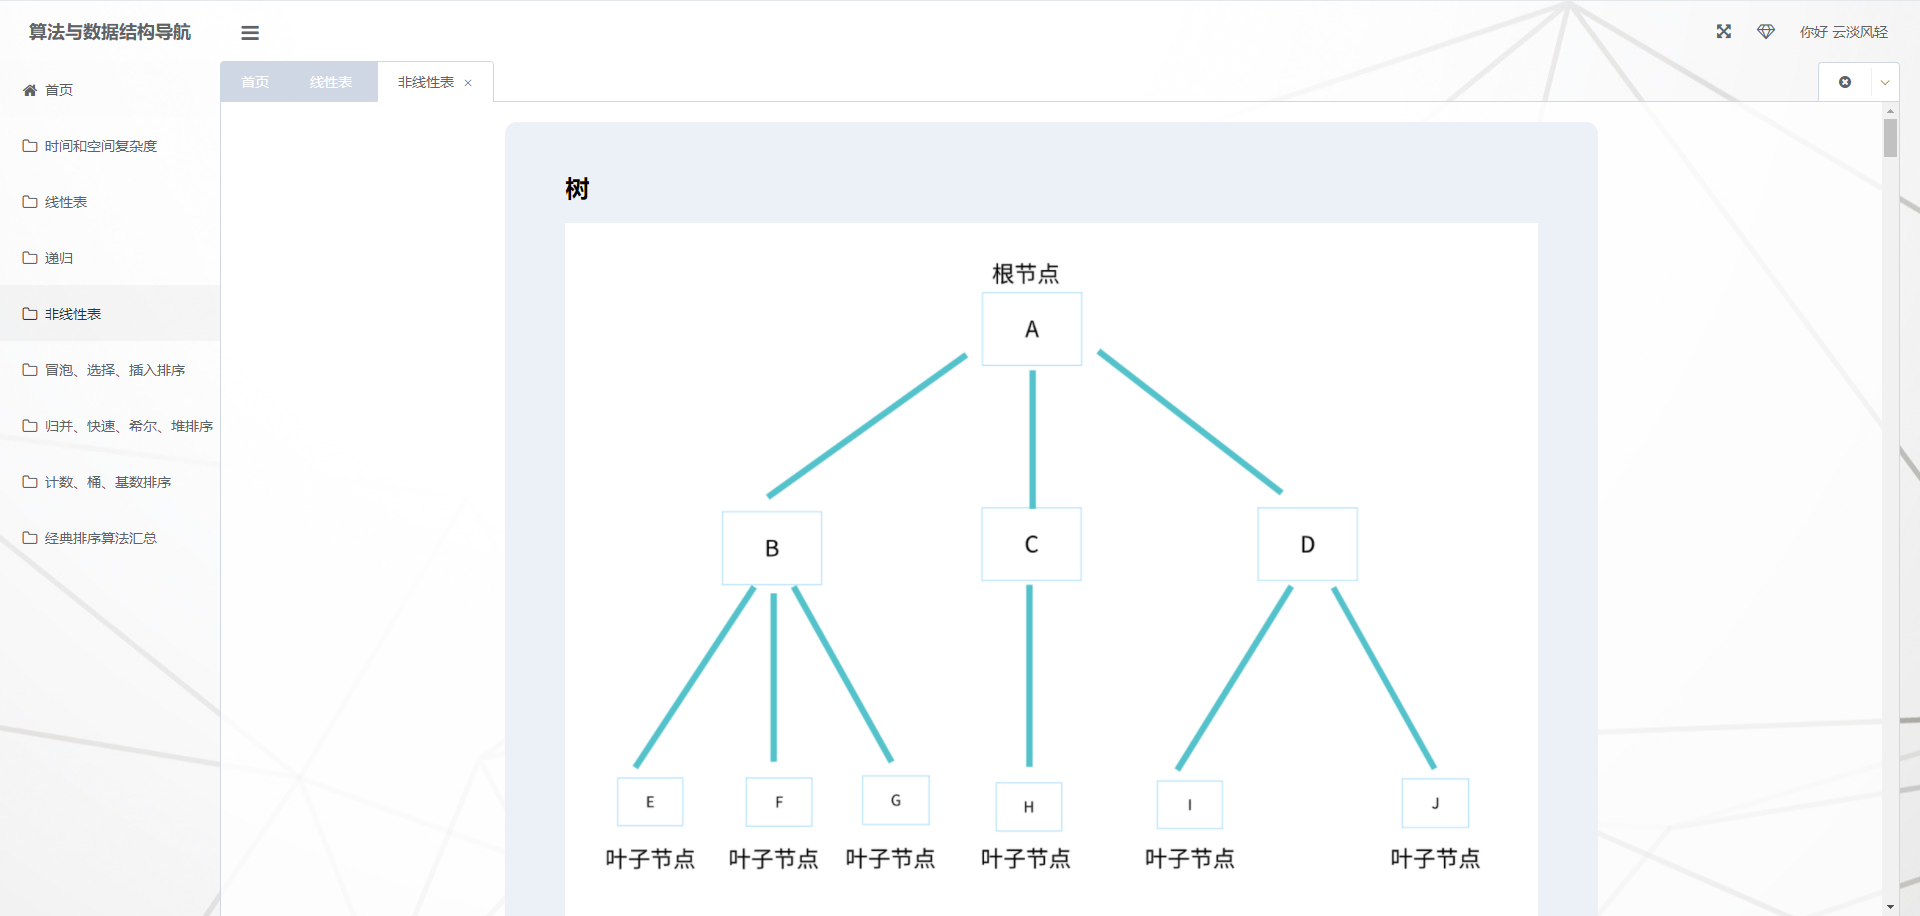 算法与数据结构导航
你好 云淡风轻
首页
时间和空间复杂度
线性表
递归
非线性表
冒泡、选择、插入排序
归并、快速、希尔、堆排序
计数、桶、基数排序
经典排序算法汇总
首页 线性表 非线性表
树
根节点
A
B C D
E F G H I J
叶子节点 叶子节点 叶子节点 叶子节点 叶子节点 叶子节点